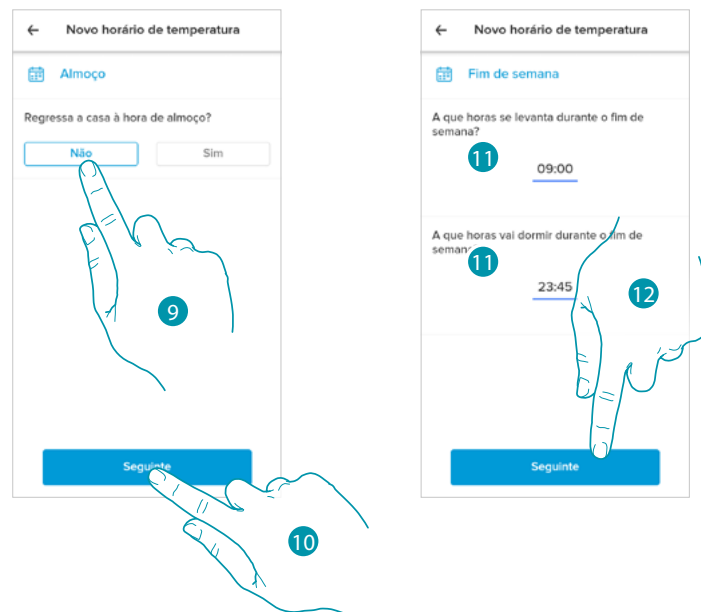 ← Novo horário de temperatura
Almoço
Regressa a casa à hora de almoço?
Não Sim
9
Seguinte
10
← Novo horário de temperatura
Fim de semana
A que horas se levanta durante o fim de
semana?
11
09:00
A que horas vai dormir durante o fim de
11
23:45
12
Seguinte